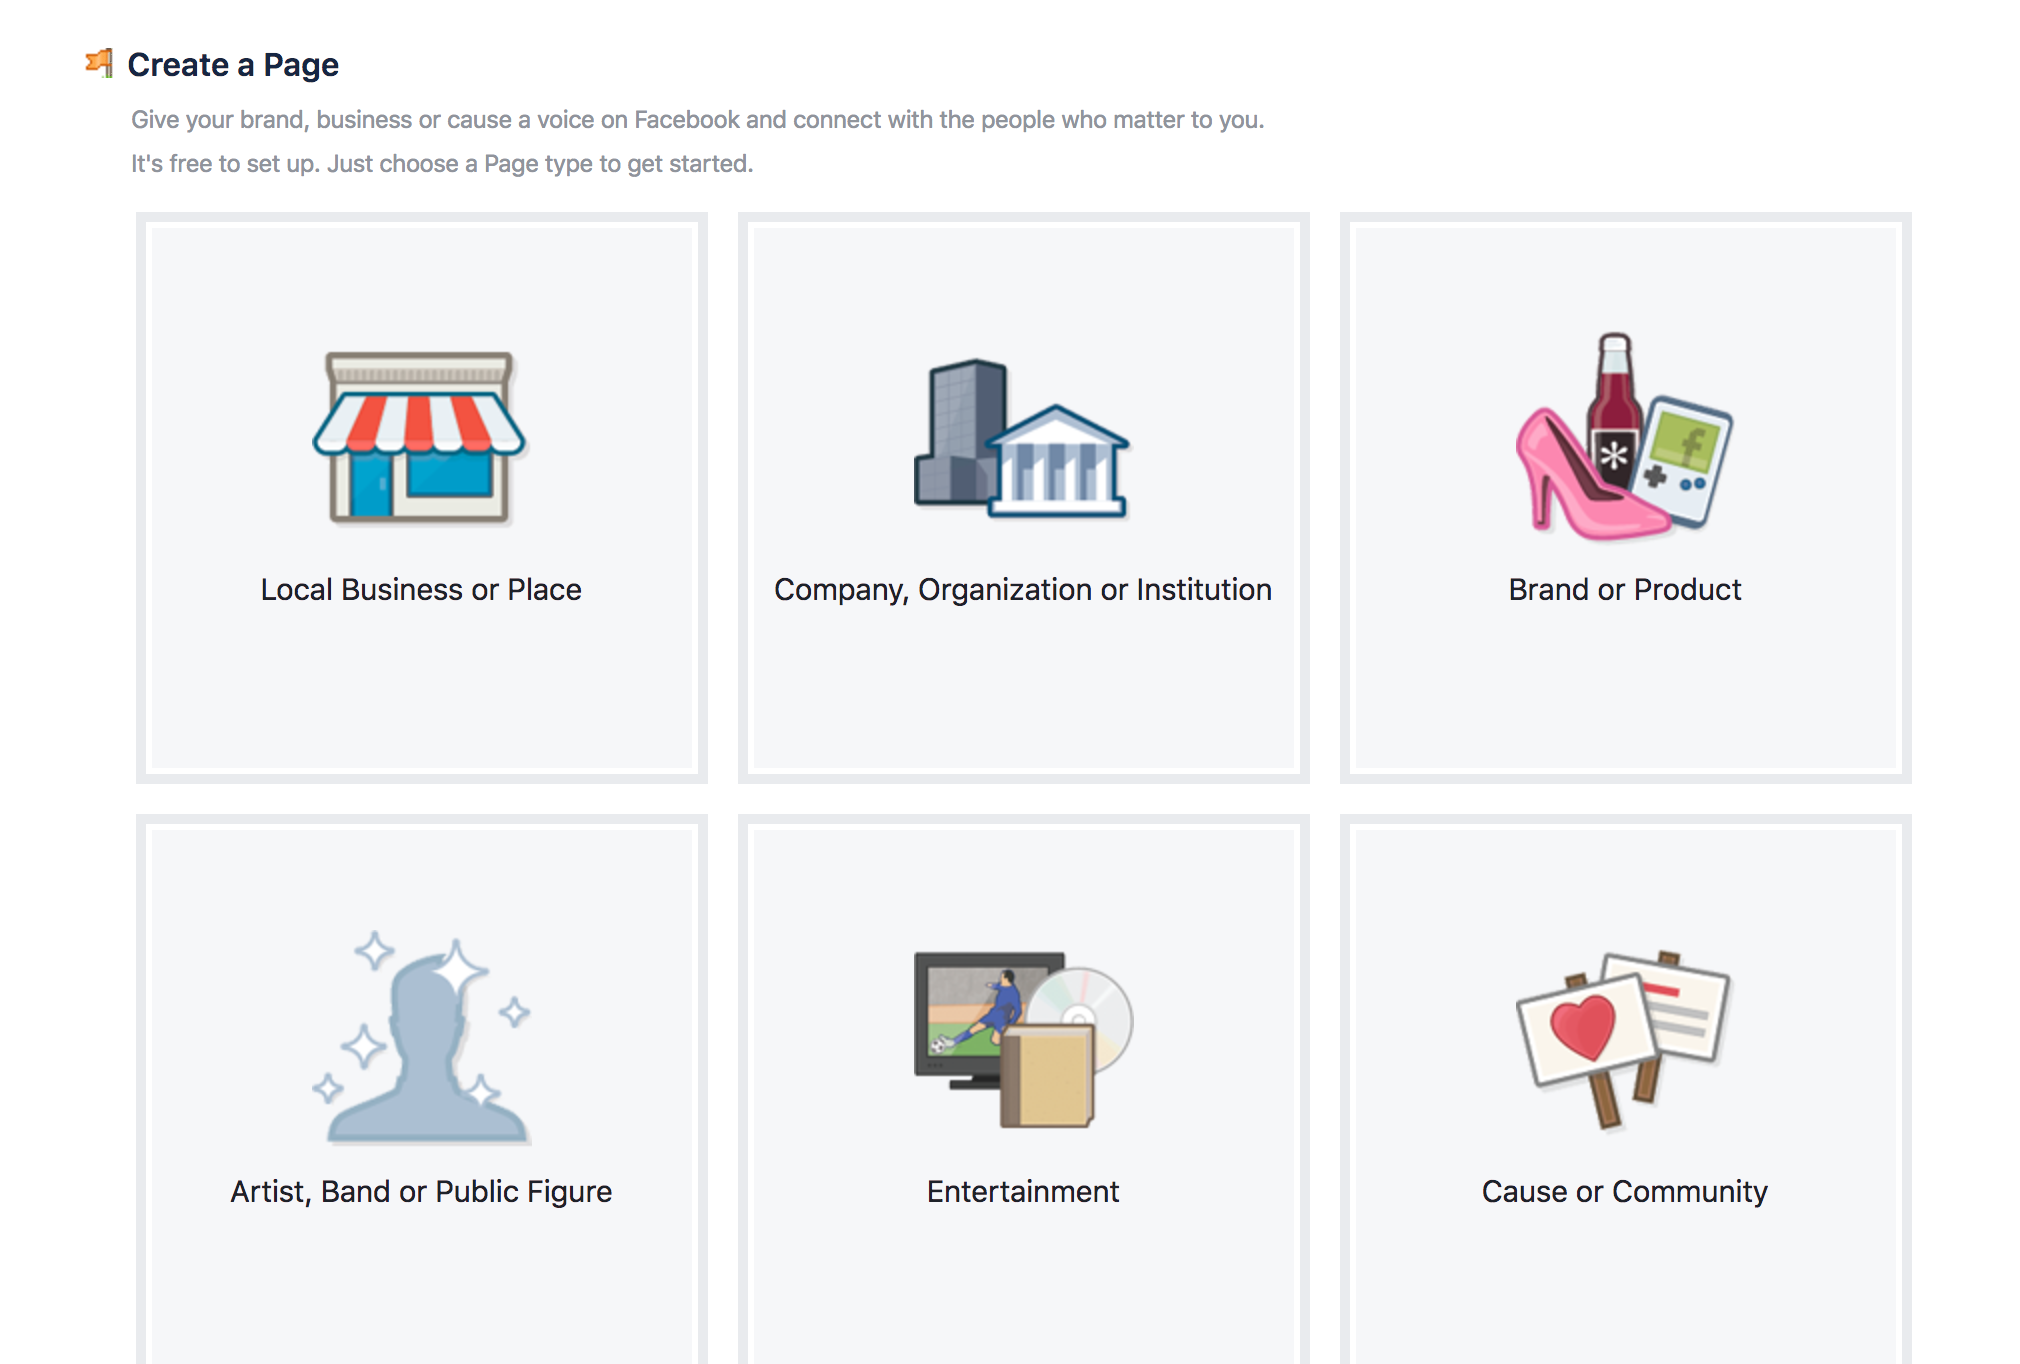 Create a Page
Give your brand, business or cause a voice on Facebook and connect with the people who matter to you.
It's free to set up. Just choose a Page type to get started.
Local Business or Place
Company, Organization or Institution
Brand or Product
Artist, Band or Public Figure
Entertainment
Cause or Community